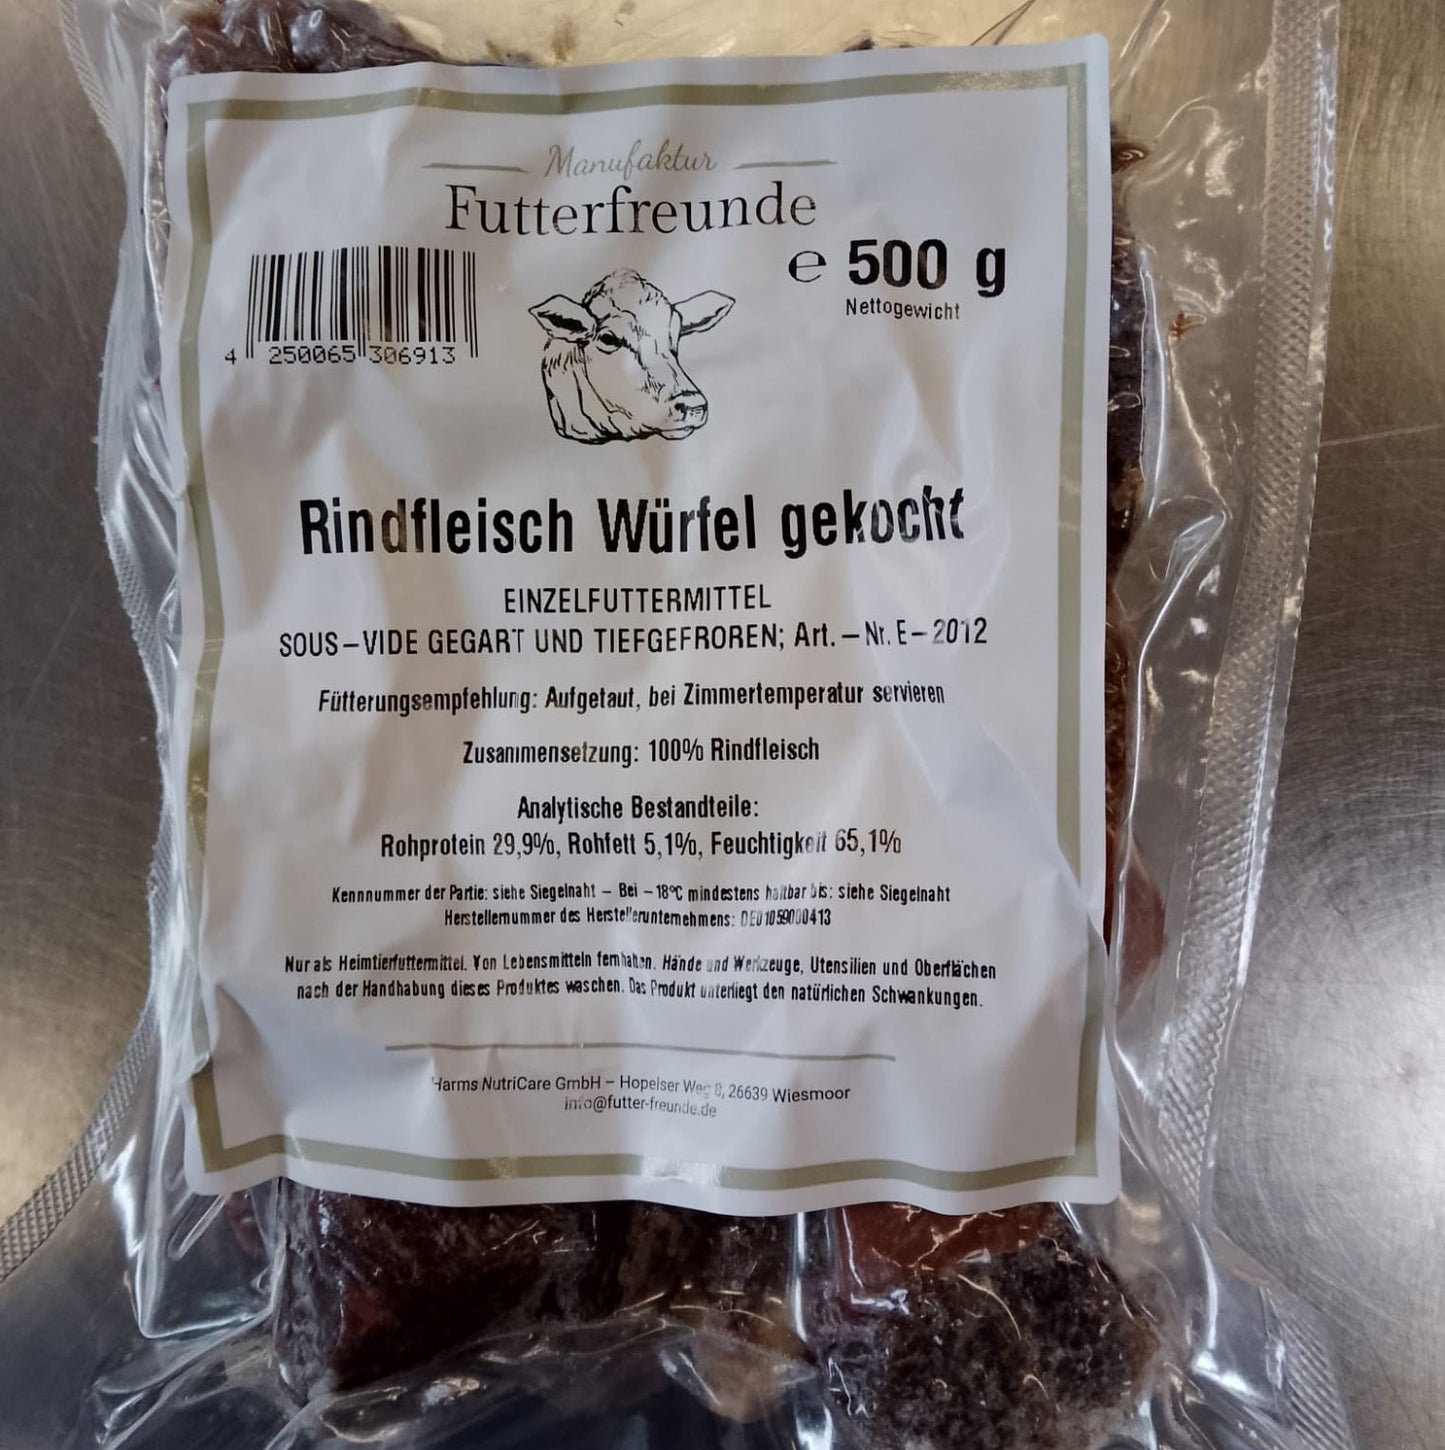 Manufaktur
Futterfreunde
4 250065 306913
℮ 500 g
Nettogewicht
Rindfleisch Würfel gekocht
EINZELFUTTERMITTEL
SOUS-VIDE GEGART UND TIEFGEFROREN; Art.-Nr. E-2012
Fütterungsempfehlung: Aufgetaut, bei Zimmertemperatur servieren
Zusammensetzung: 100% Rindfleisch
Analytische Bestandteile:
Rohprotein 29,9%, Rohfett 5,1%, Feuchtigkeit 65,1%
Kennnummer der Partie: siehe Siegelnaht – Bei –18°C mindestens haltbar bis: siehe Siegelnaht
Herstellernummer des Herstellerunternehmens:
Nur als Heimtierfuttermittel. Von Lebensmitteln fernhalten. Hände und Werkzeuge, Utensilien und Oberflächen
nach der Handhabung dieses Produktes waschen. Das Produkt unterliegt den natürlichen Schwankungen.
Harms NutriCare GmbH – Hopelser Weg 26639 Wiesmoor
info@futter-freunde.de